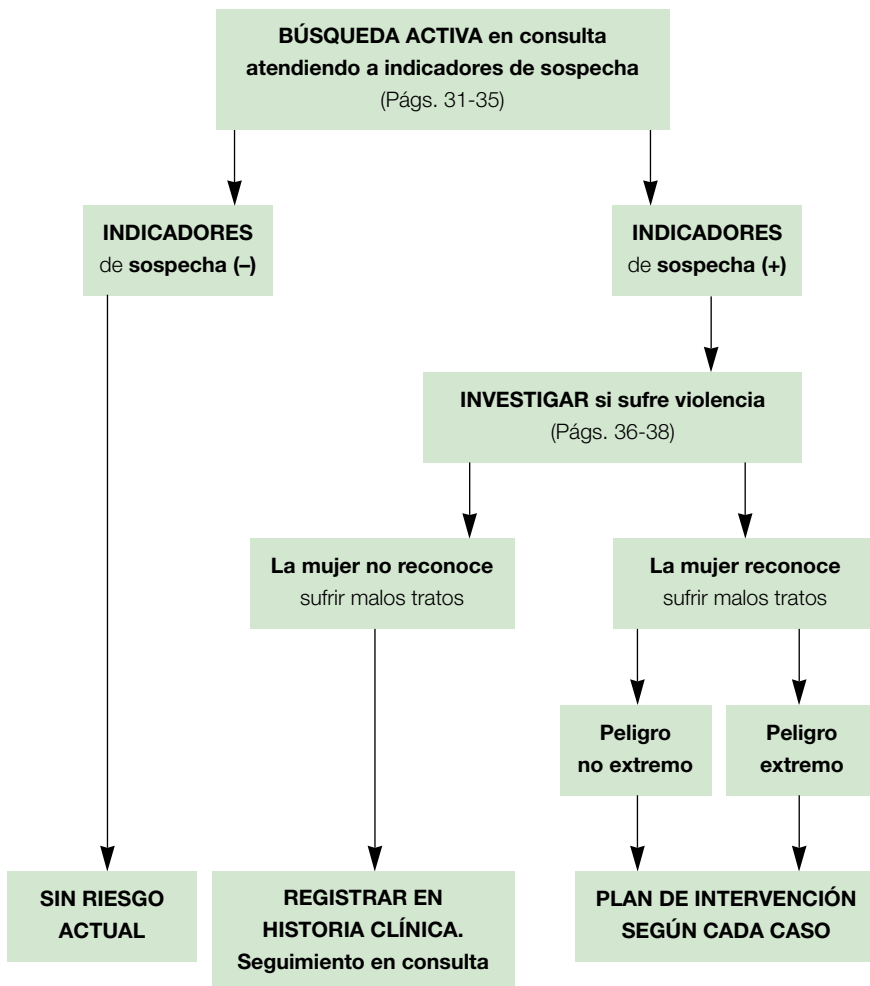 BÚSQUEDA ACTIVA en consulta
atendiendo a indicadores de sospecha
(Págs. 31-35)
INDICADORES
de sospecha (–)
INDICADORES
de sospecha (+)
INVESTIGAR si sufre violencia
(Págs. 36-38)
La mujer no reconoce
sufrir malos tratos
La mujer reconoce
sufrir malos tratos
Peligro
no extremo
Peligro
extremo
SIN RIESGO
ACTUAL
REGISTRAR EN
HISTORIA CLÍNICA.
Seguimiento en consulta
PLAN DE INTERVENCIÓN
SEGÚN CADA CASO